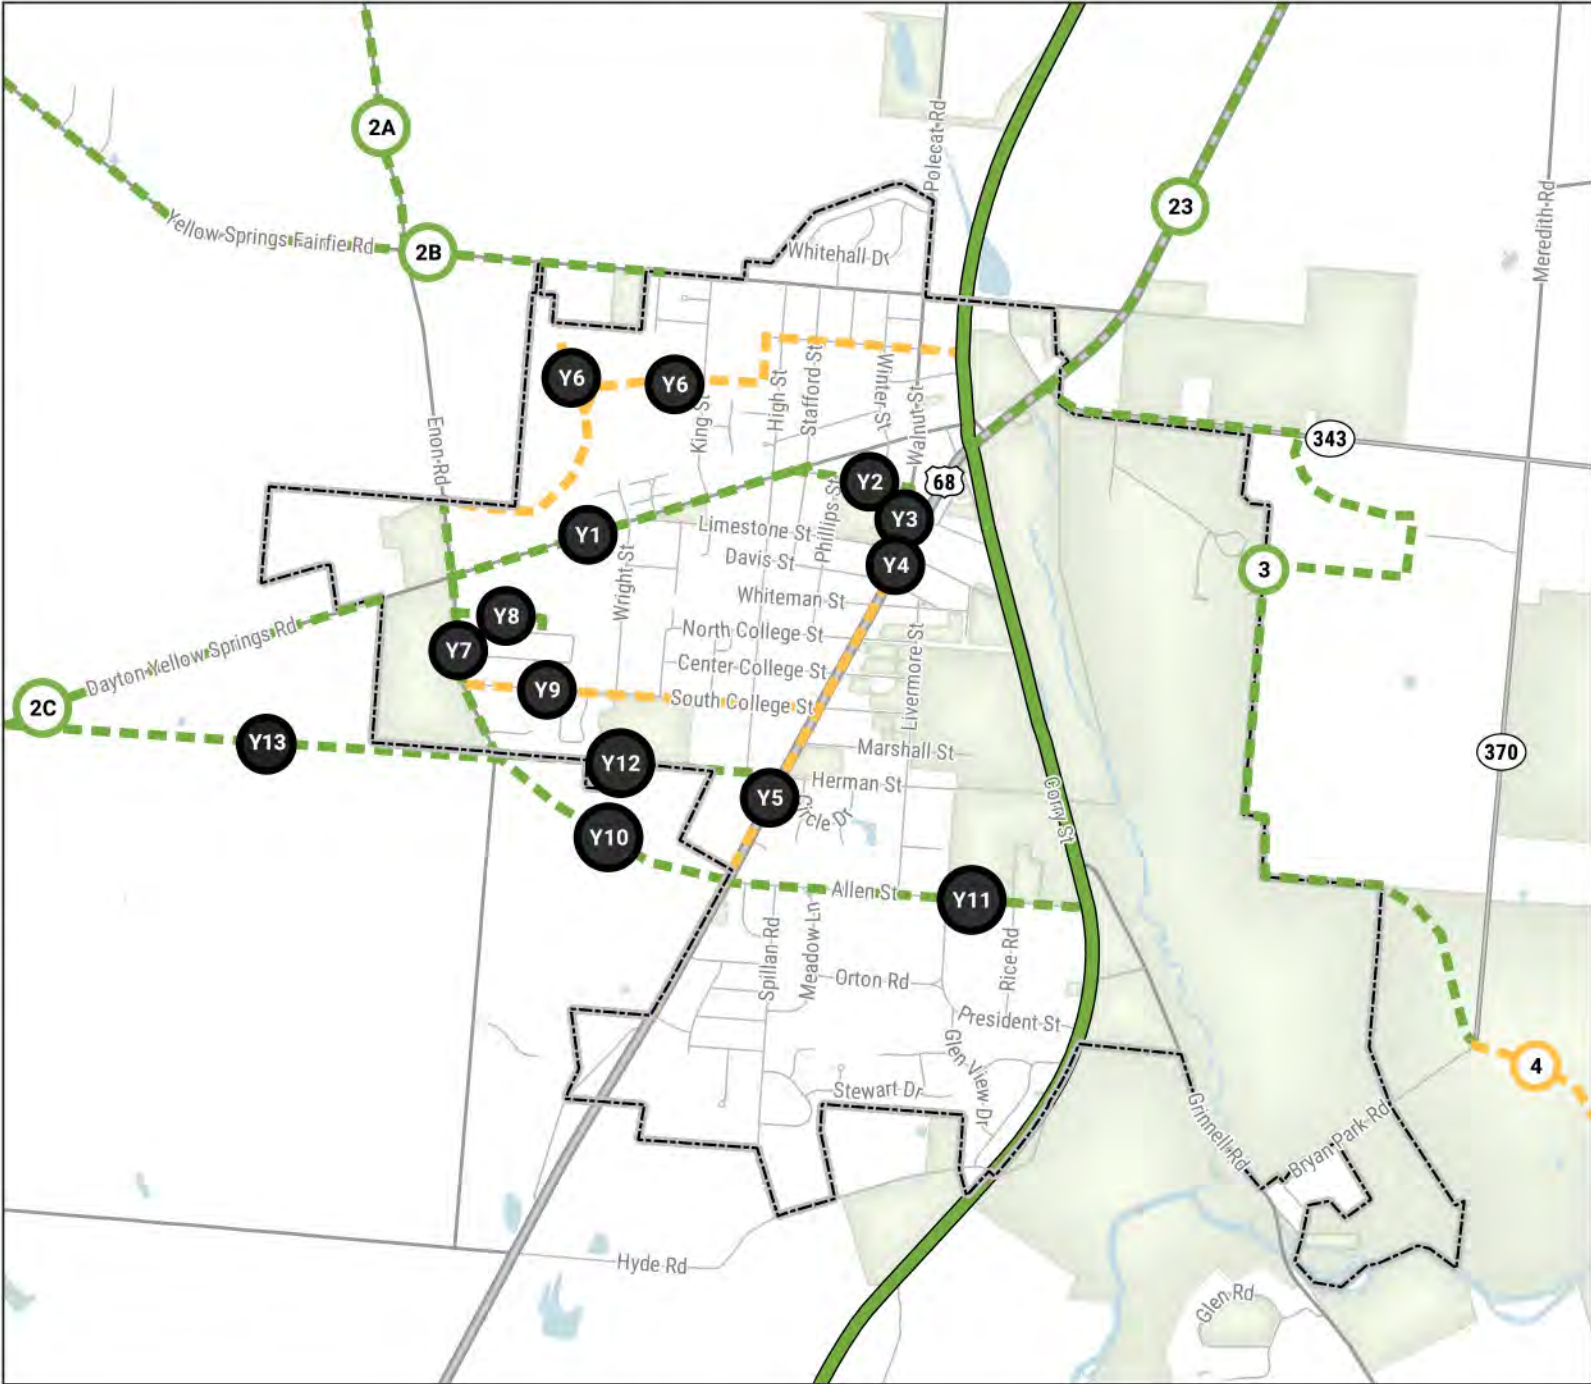 Polecat Rd
2A
23
Meredith Rd
Yellow Springs Fairfie Rd
2B
Whitehall Dr
Y6
Y6
Enon Rd
King St
High St
Stafford St
Winter St
Walnut St
343
68
Y2
Y3
Y1
Limestone St
Phillips St
Davis St
Y4
3
Wright St
Whiteman St
Y8
North College St
Y7
Center College St
Livermore St
Dayton Yellow Springs Rd
Y9
South College St
2C
Y13
Marshall St
370
Y12
Herman St
Y5
Circle Dr
Corry St
Y10
Allen St
Y11
Spillan Rd
Meadow Ln
Rice Rd
Orton Rd
President St
Glen View Dr
4
Stewart Dr
Grinnell Rd
Bryan Park Rd
Hyde Rd
Glen Rd